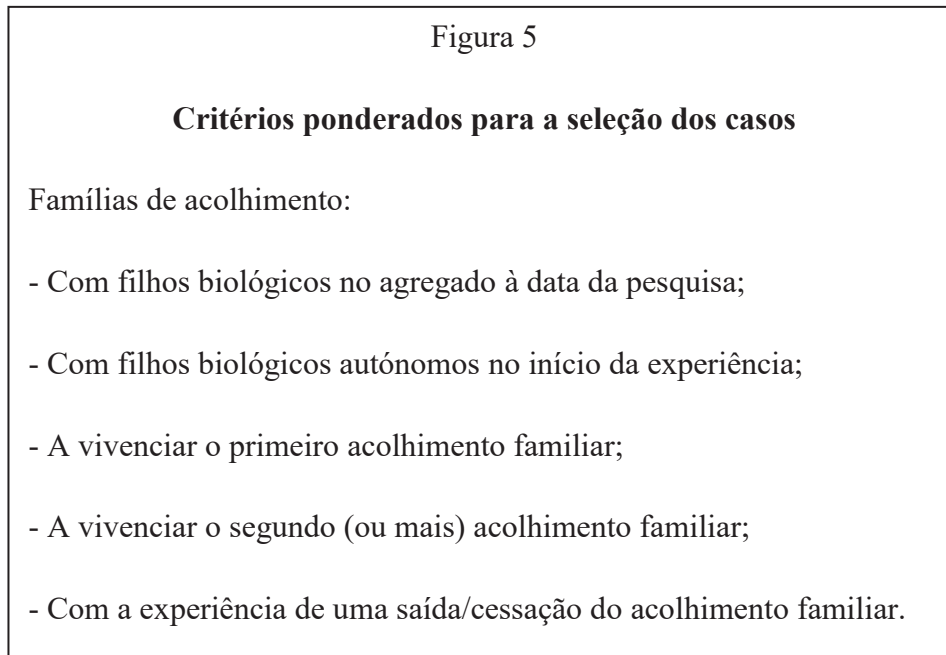 Figura 5
Critérios ponderados para a seleção dos casos
Famílias de acolhimento:
- Com filhos biológicos no agregado à data da pesquisa;
- Com filhos biológicos autónomos no início da experiência;
- A vivenciar o primeiro acolhimento familiar;
- A vivenciar o segundo (ou mais) acolhimento familiar;
- Com a experiência de uma saída/cessação do acolhimento familiar.